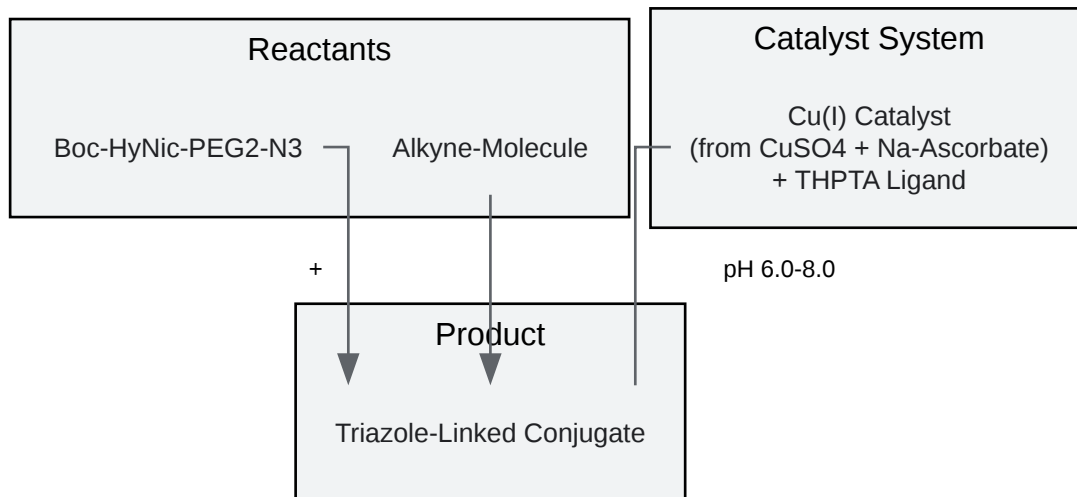 Reactants
Boc-HyNic-PEG2-N3
Alkyne-Molecule
Catalyst System
Cu(I) Catalyst
(from CuSO4 + Na-Ascorbate)
+ THPTA Ligand
+
pH 6.0-8.0
Product
Triazole-Linked Conjugate